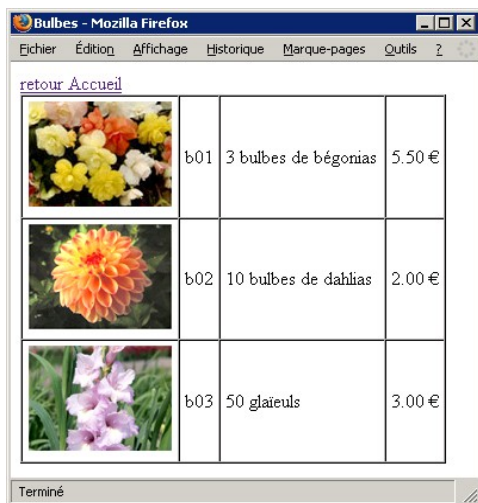 Bulbes - Mozilla Firefox
Eichier Édition Affichage Historique Marque-pages Outils ?
retour Accueil
b01 3 bulbes de bégonias 5.50 €
b02 10 bulbes de dahlias 2.00 €
b03 50 glaïeuls 3.00 €
Terminé